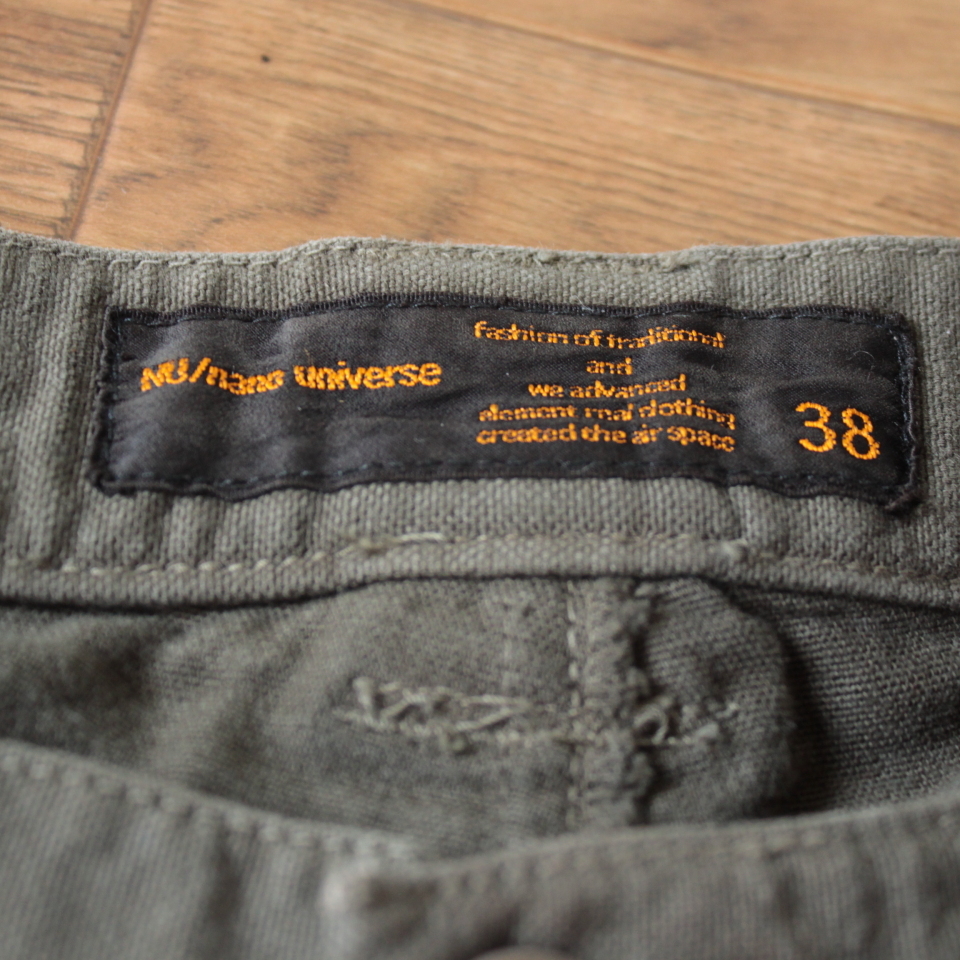 NU/nano universe
fashion of traditional
and
we advanced
element real clothing
created the air space
38